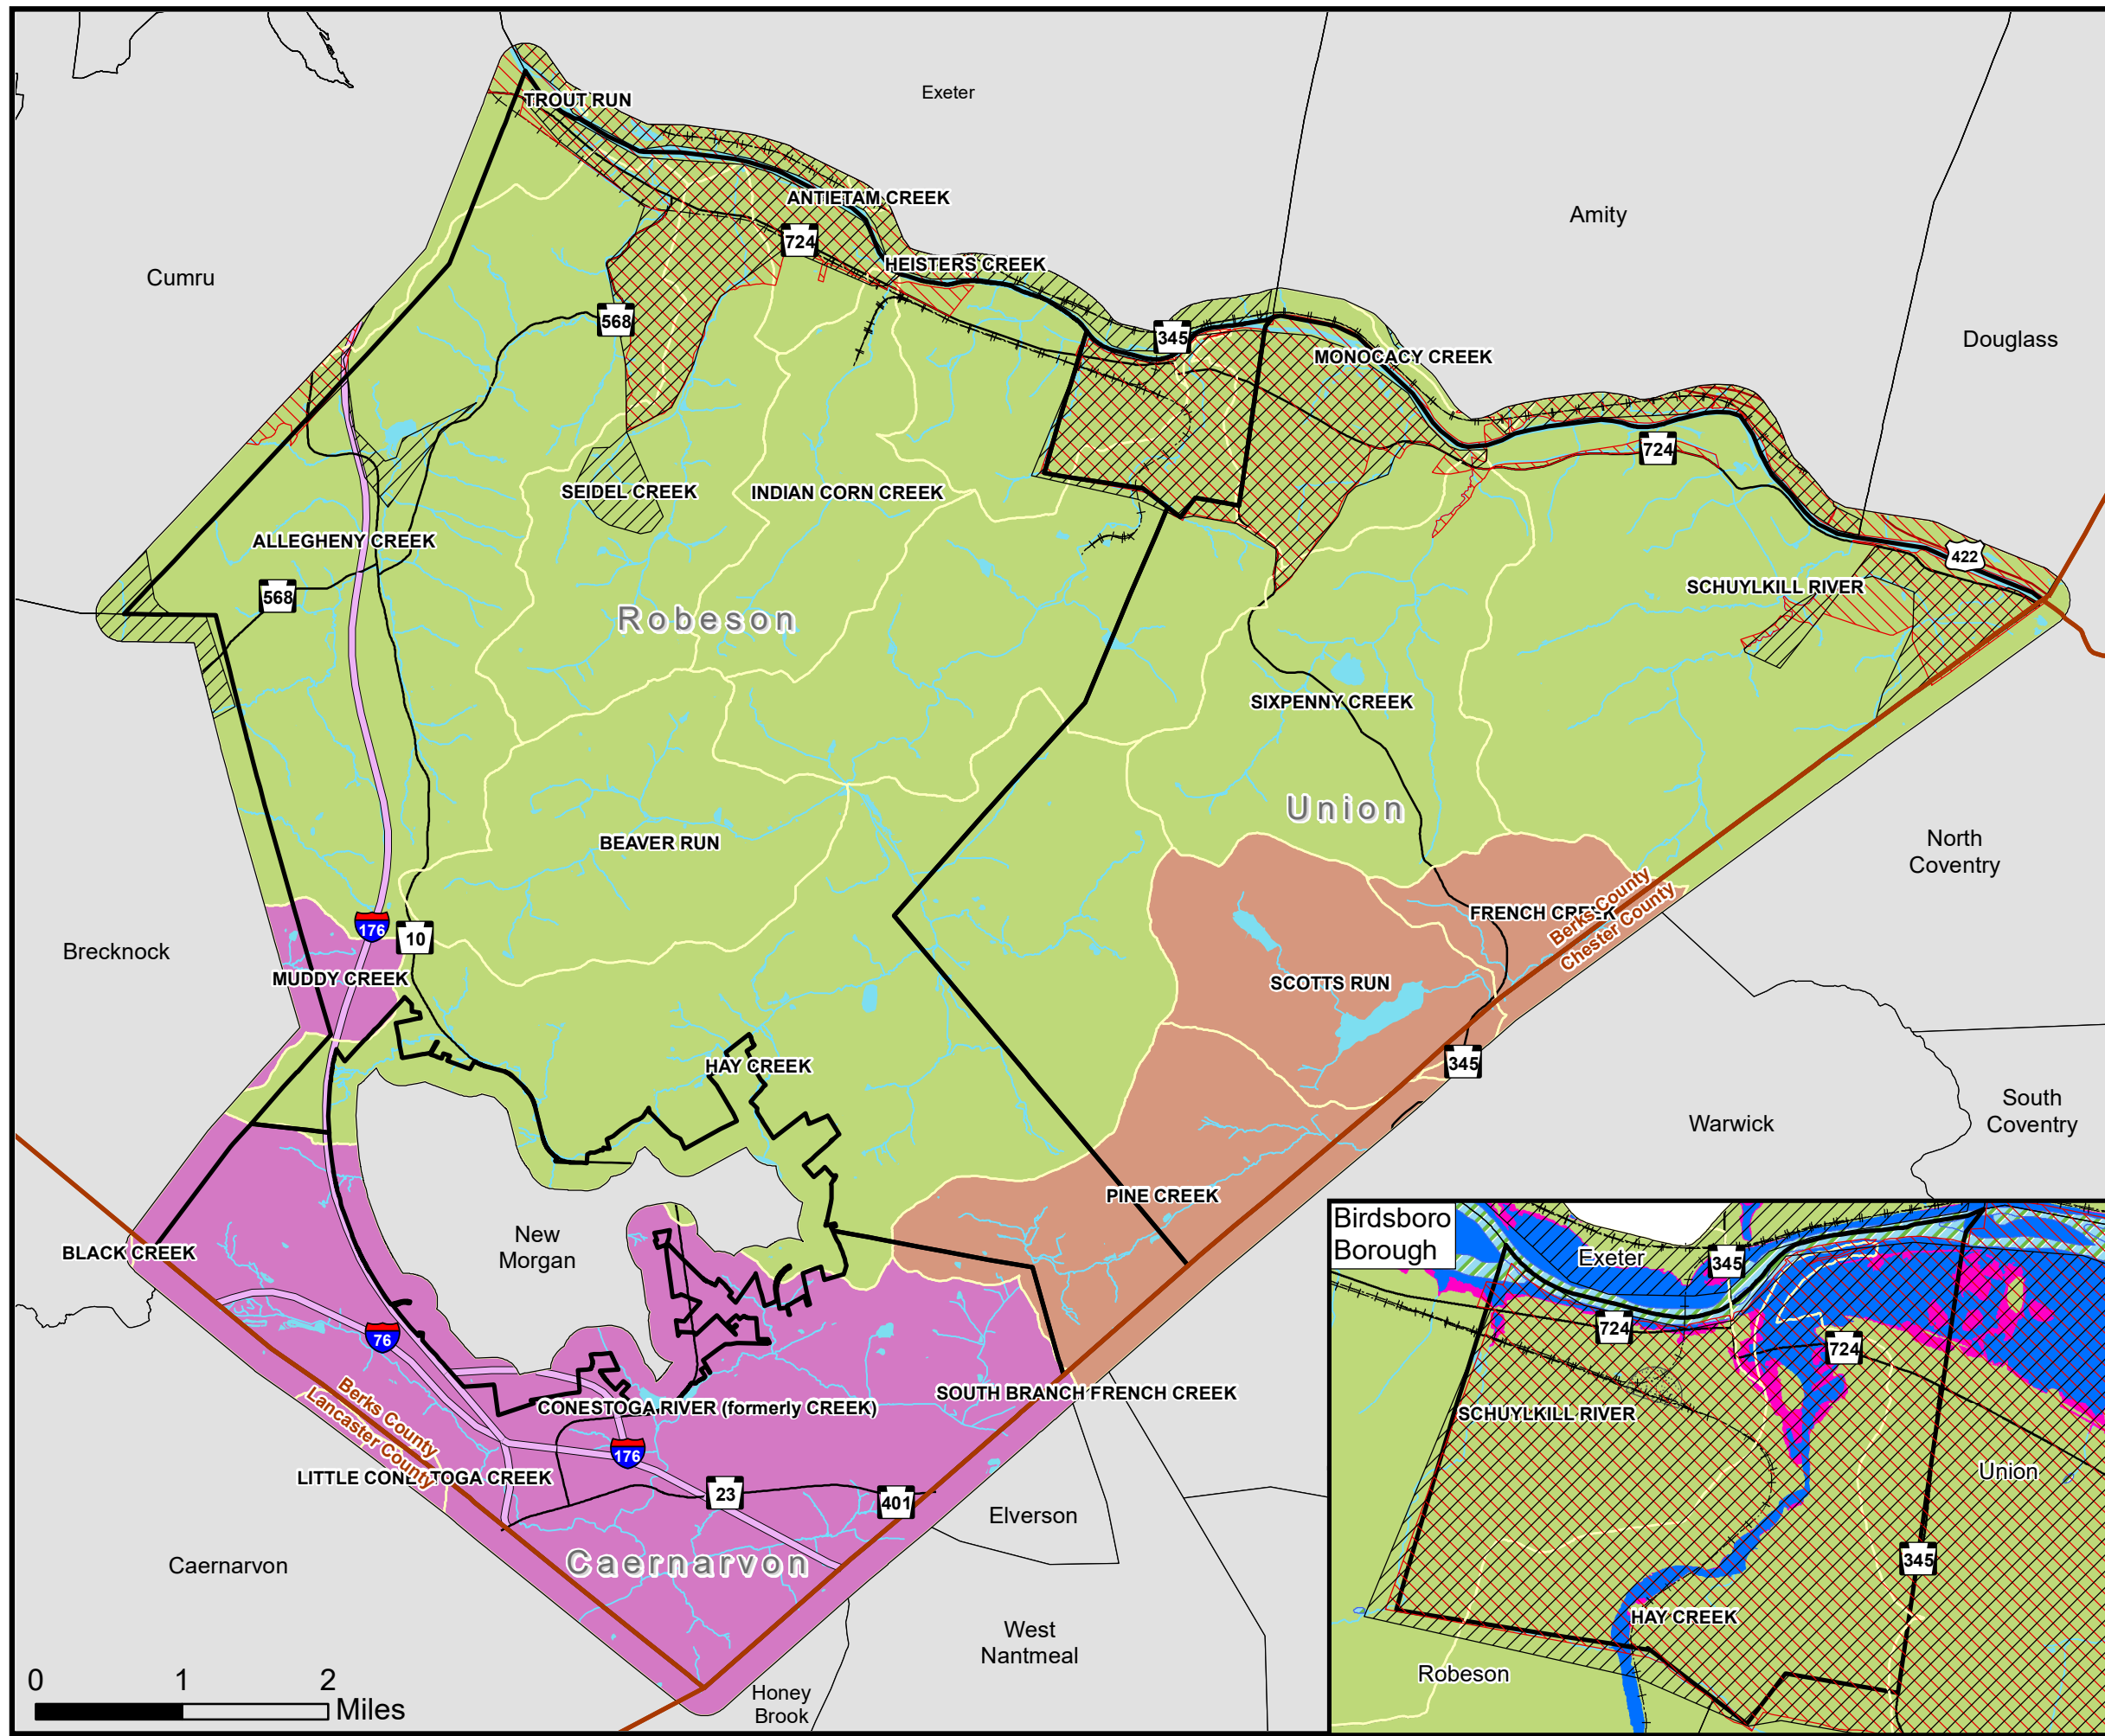 Exeter
TROUT RUN
ANTIETAM CREEK
Amity
724
HEISTERS CREEK
Cumru
568
345
Douglass
MONOCACY CREEK
724
SEIDEL CREEK
INDIAN CORN CREEK
ALLEGHENY CREEK
422
SCHUYLKILL RIVER
568
Robeson
SIXPENNY CREEK
Union
BEAVER RUN
North
Coventry
FRENCH CREEK
Berks County
Chester County
176
10
Brecknock
MUDDY CREEK
SCOTTS RUN
HAY CREEK
345
South
Coventry
Warwick
PINE CREEK
New
Morgan
BLACK CREEK
76
SOUTH BRANCH FRENCH CREEK
CONESTOGA RIVER (formerly CREEK)
Berks County
Lancaster County
176
LITTLE CONESTOGA CREEK
23
401
Elverson
Caernarvon
Caernarvon
West
Nantmeal
Honey
Brook
0 1 2
Miles
Birdsboro
Borough
Exeter
345
724
724
SCHUYLKILL RIVER
Union
345
HAY CREEK
Robeson